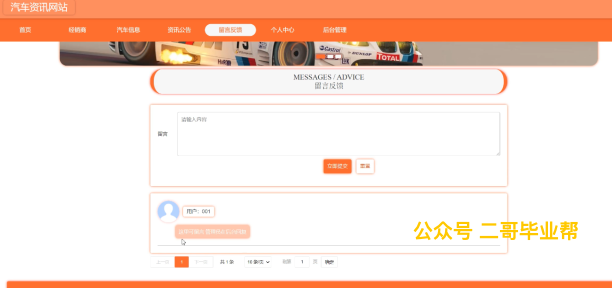 汽车资讯网站
首页 经销商 汽车信息 资讯公告 留言反馈 个人中心 后台管理
TOTAL
MESSAGES / ADVICE
留言反馈
请输入内容
留言
立即提交 重置
用户：001
公众号 二哥毕业帮
上一页 1 下一页 共 1 条 10 条/页 到第 1 页 确定